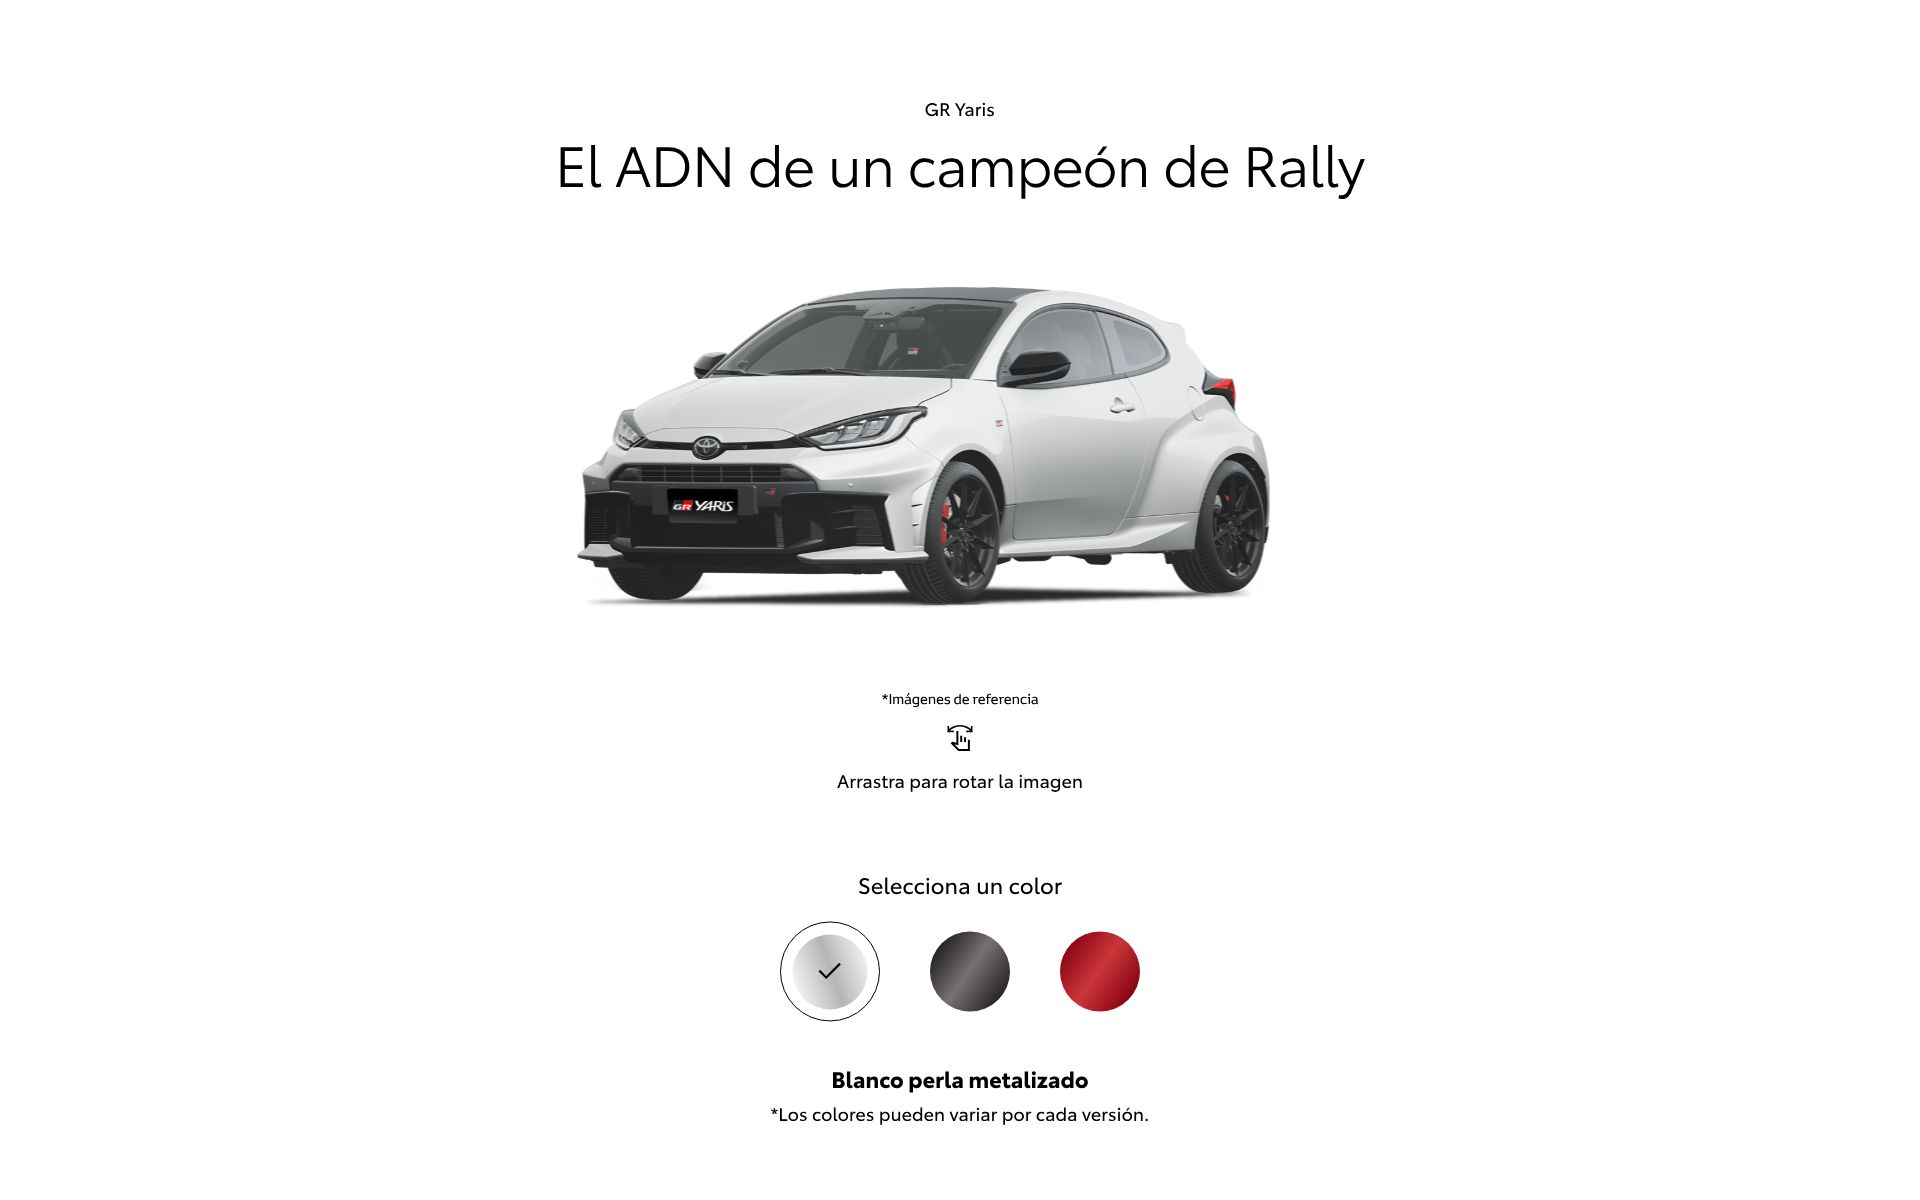 GR Yaris
El ADN de un campeón de Rally
GR YARIS
*Imágenes de referencia
Arrastra para rotar la imagen
Selecciona un color
Blanco perla metalizado
*Los colores pueden variar por cada versión.